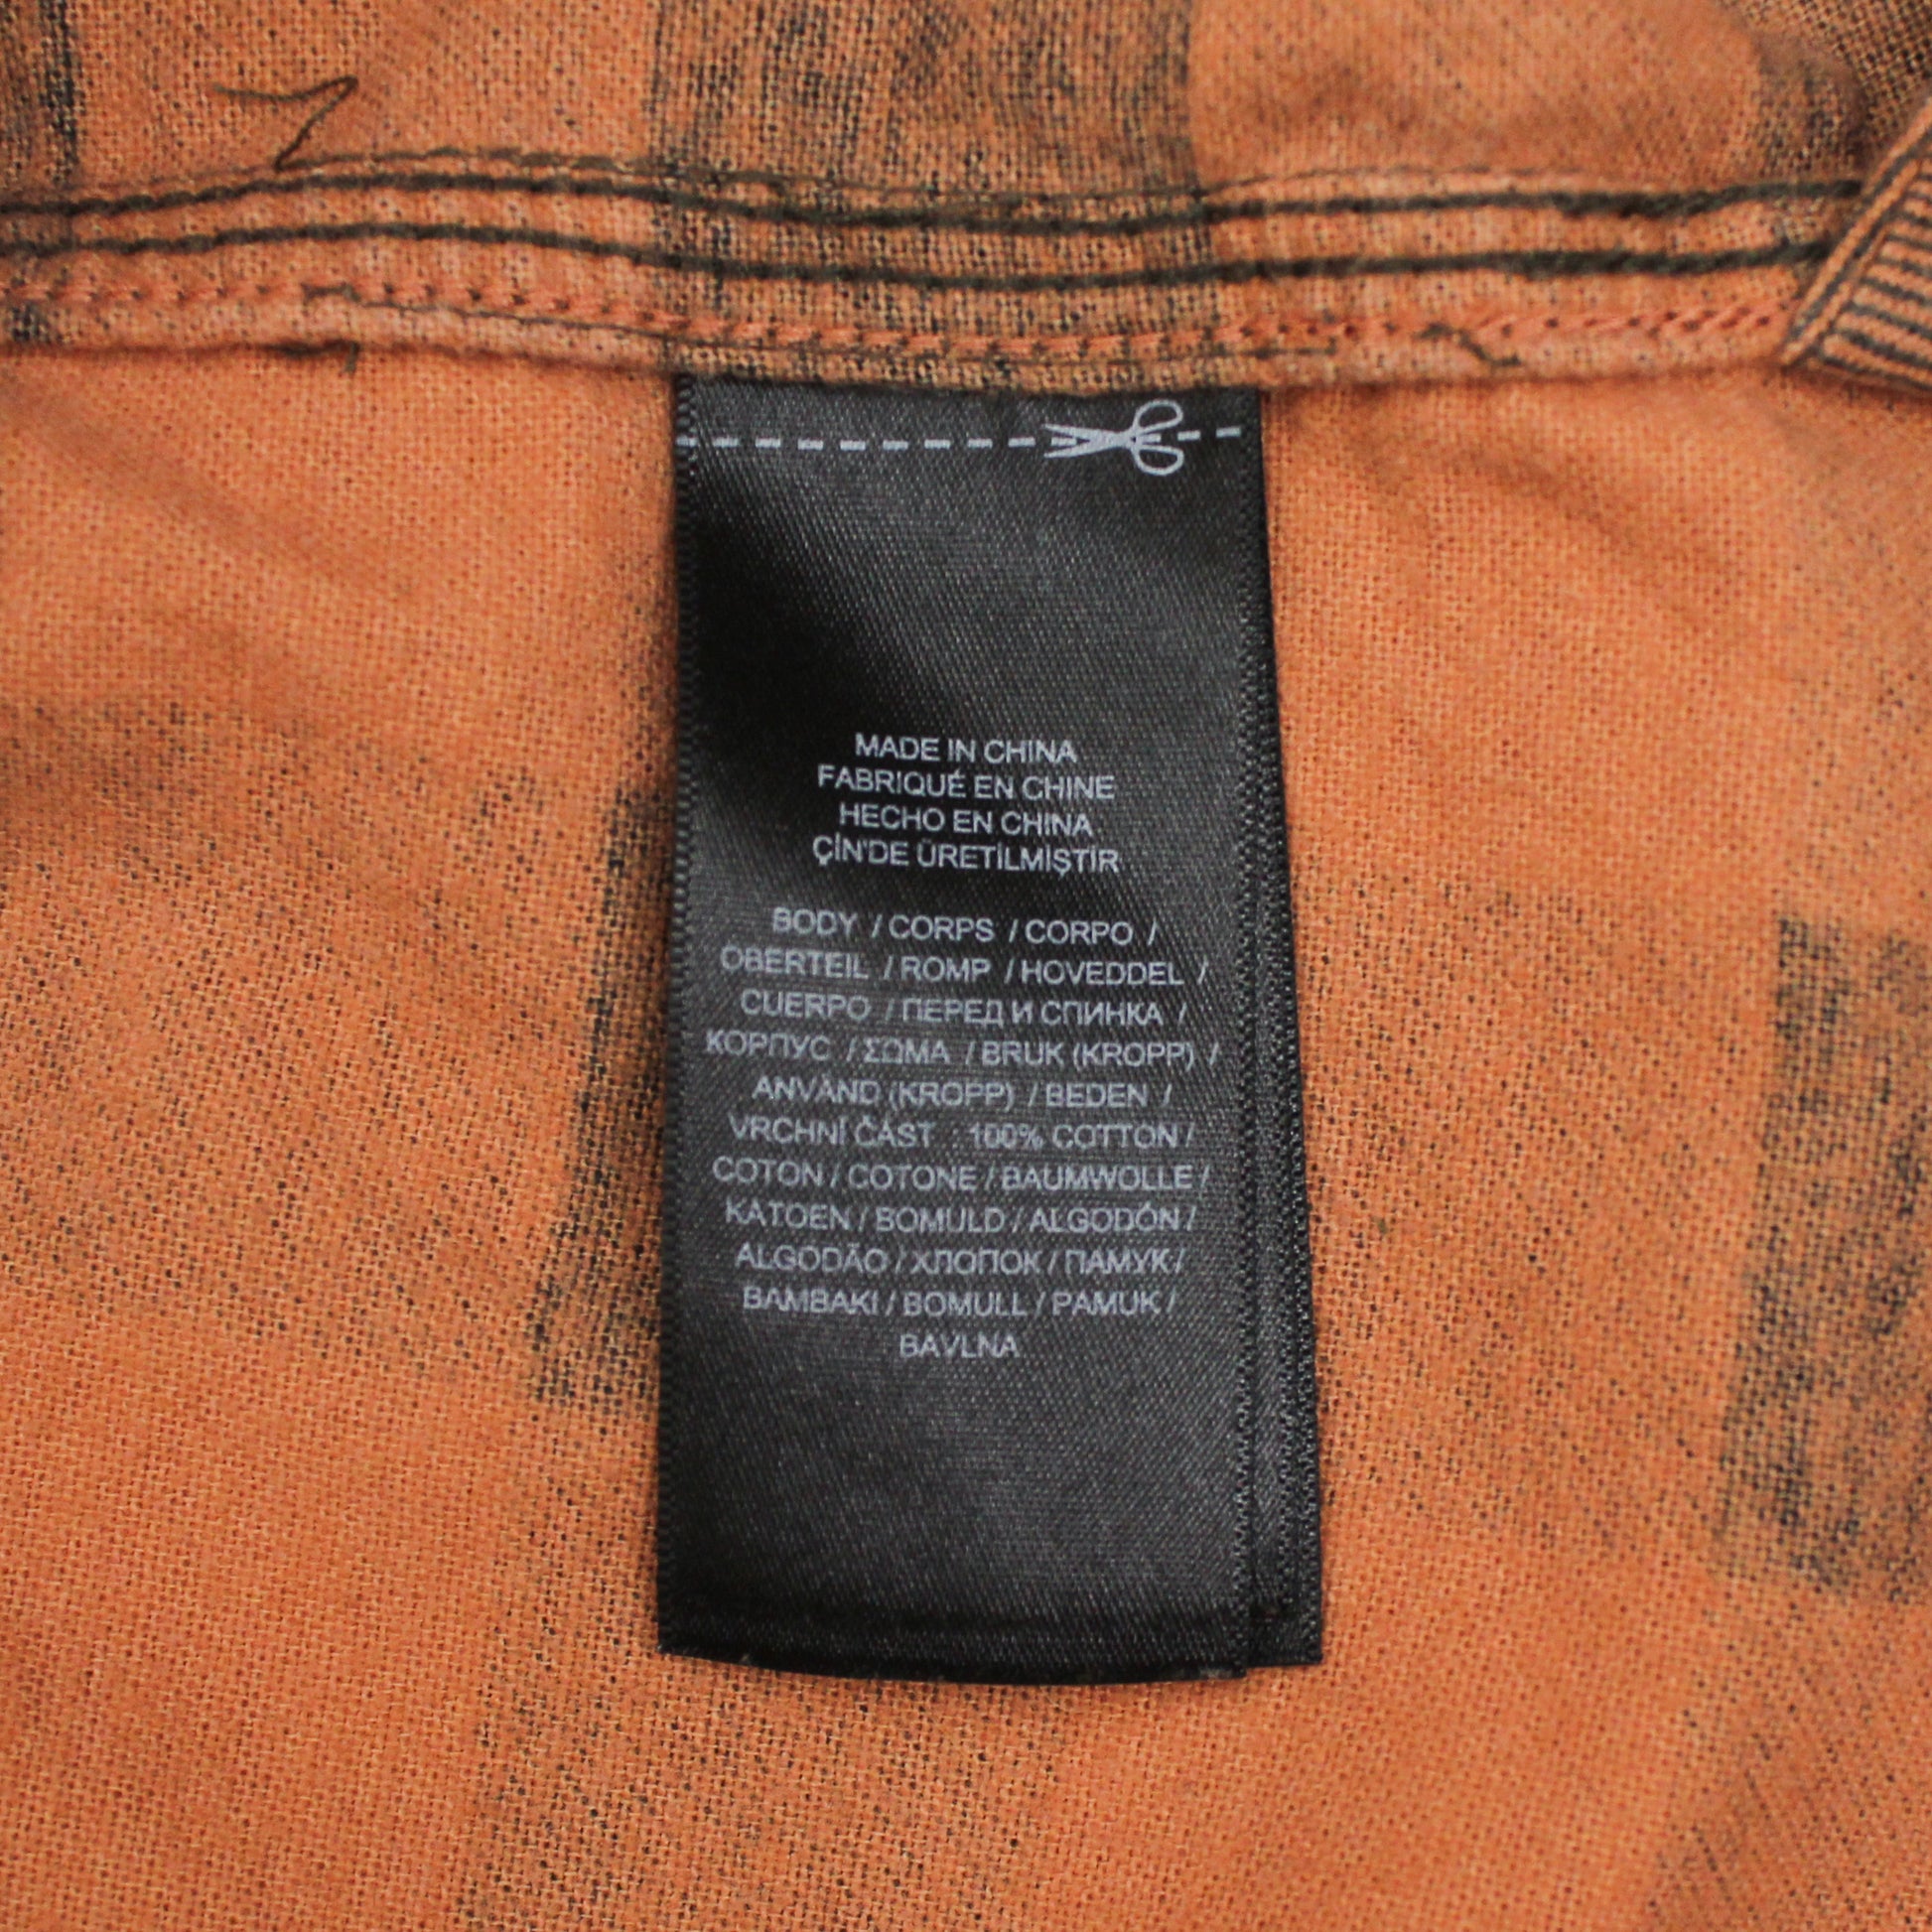 MADE IN CHINA
FABRIQUÉ EN CHINE
HECHO EN CHINA
ÇİN'DE ÜRETİLMİŞTİR
BODY / CORPS / CORPO /
OBERTEIL / ROMP / HOVEDDEL /
CUERPO / ПЕРЕД И СПИНКА /
КОРПУС / ΣΩΜΑ / BRUK (KROPP) /
ANVÄND (KROPP) / BEDEN /
VRCHNÍ ČÁST : 100% COTTON /
COTON / COTONE / BAUMWOLLE /
KATOEN / BOMULD / ALGODÓN /
ALGODÃO / ХЛОПОК / ПАМУК /
BAMBAKI / BOMULL / PAMUK /
BAVLNA